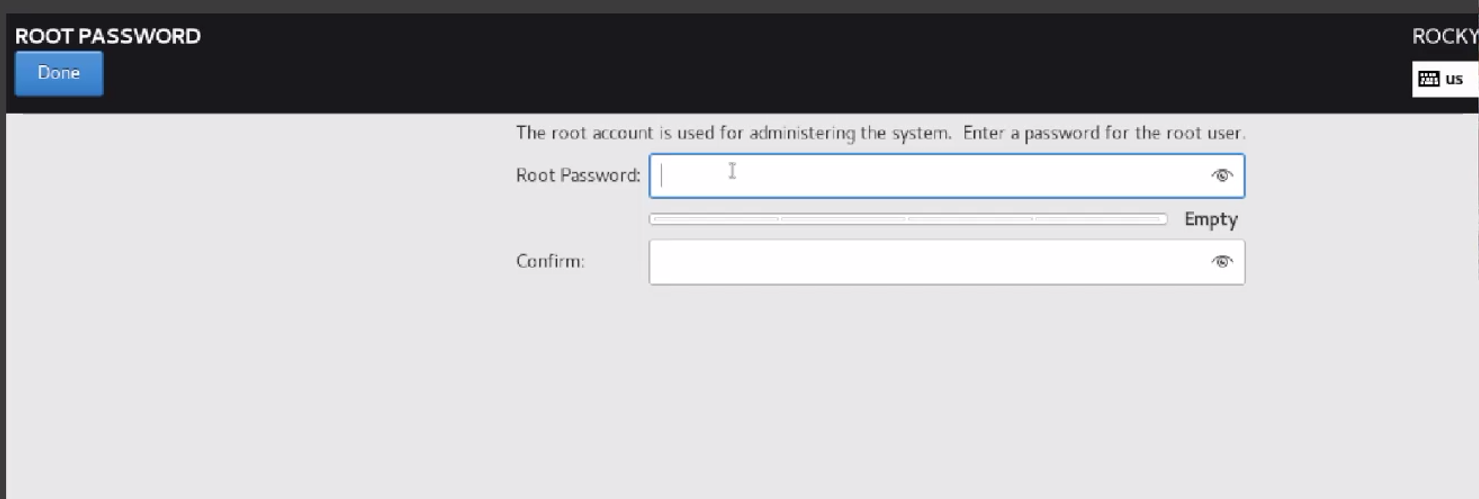 ROOT PASSWORD
ROCKY
Done
us
The root account is used for administering the system.  Enter a password for the root user.
Root Password:
Empty
Confirm: